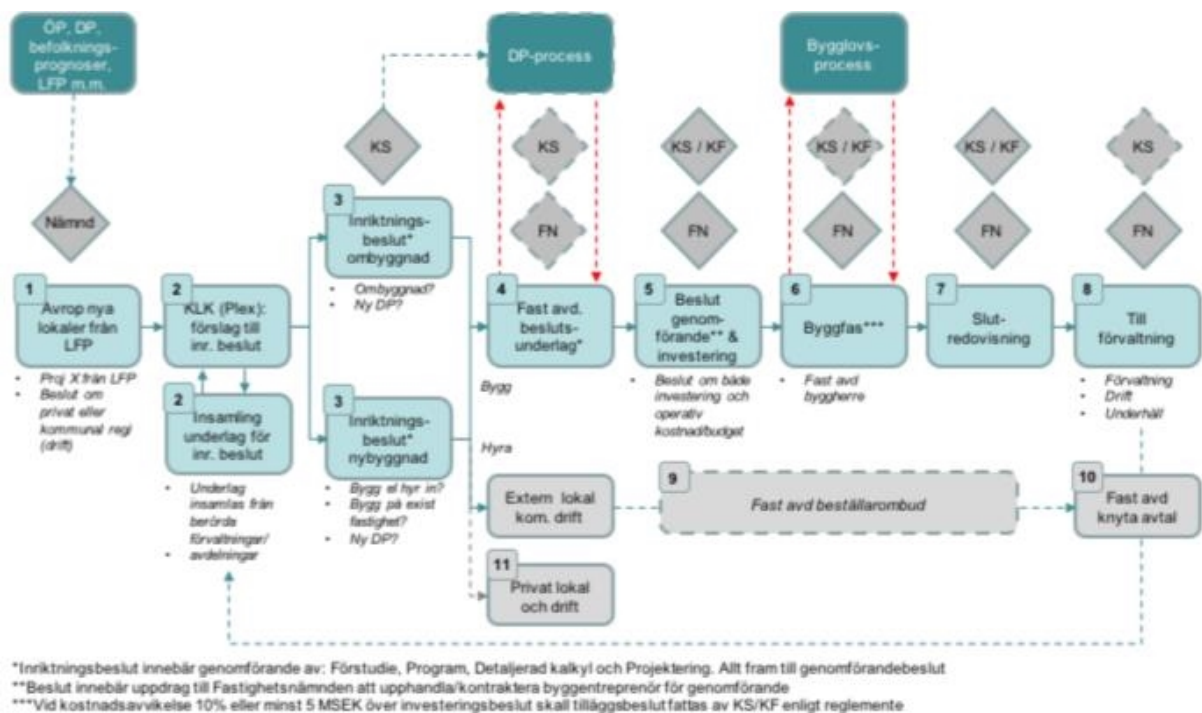 ÖP, DP,
befolknings-
prognoser,
LFP m.m.
DP-process
Bygglovs-
process
Nämnd
KS
KS
FN
KS / KF
FN
KS / KF
FN
KS / KF
FN
KS
FN
1
Avrop nya
lokaler från
LFP
• Proj X från LFP
• Beslut om
privat eller
kommunal regi
(drift)
2
KLK (Plex):
förslag till
inr. beslut
2
Insamling
underlag för
inr. beslut
• Underlag
insamlas från
berörda
förvaltningar/
• avdelningar
3
Inriktnings-
beslut*
ombyggnad
• Ombyggnad?
• Ny DP?
3
Inriktnings-
beslut*
nybyggnad
• Bygg el hyr in?
• Bygg på exist
fastighet?
• Ny DP?
4
Fast avd.
besluts-
underlag*
Bygg
Hyra
5
Beslut
genom-
förande** &
investering
• Beslut om både
investering och
operativ
kostnad/budget
6
Byggfas***
• Fast avd
byggherre
7
Slut-
redovisning
8
Till
förvaltning
• Förvaltning
• Drift
• Underhåll
Extern lokal
kom. drift
9
Fast avd beställarombud
10
Fast avd
knyta avtal
11
Privat lokal
och drift
*Inriktningsbeslut innebär genomförande av: Förstudie, Program, Detaljerad kalkyl och Projektering. Allt fram till genomförandebeslut
**Beslut innebär uppdrag till Fastighetsnämnden att upphandla/kontraktera byggentreprenör för genomförande
***Vid kostnadsavvikelse 10% eller minst 5 MSEK över investeringsbeslut skall tilläggsbeslut fattas av KS/KF enligt reglemente